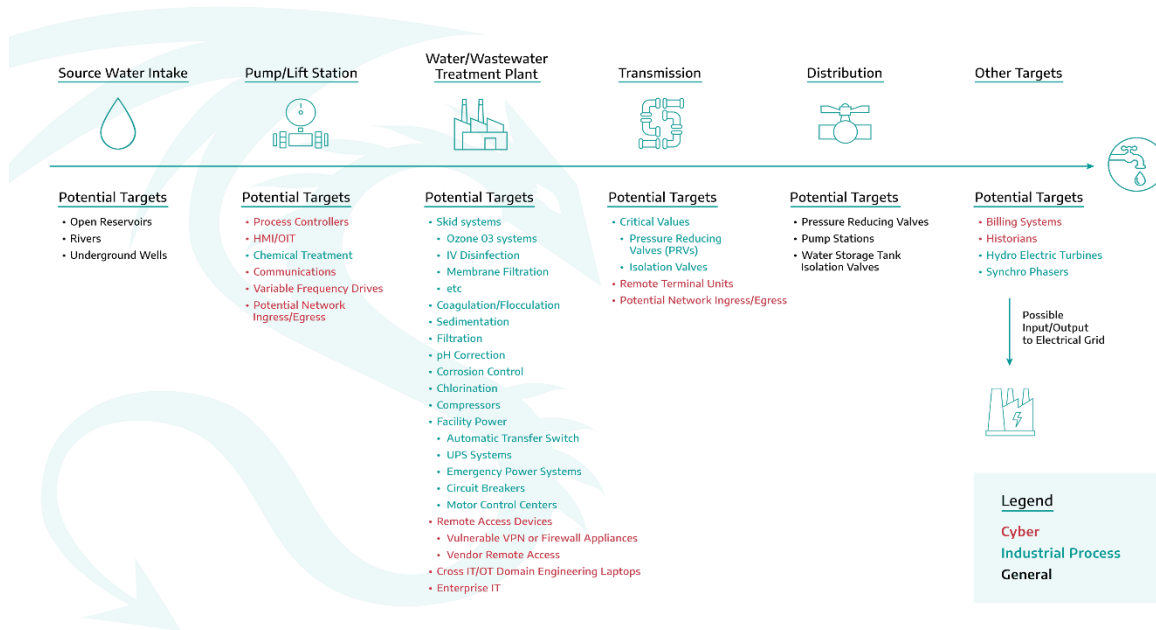 Source Water Intake
Pump/Lift Station
Water/Wastewater
Treatment Plant
Transmission
Distribution
Other Targets
Potential Targets
• Open Reservoirs
• Rivers
• Underground Wells
Potential Targets
• Process Controllers
• HMI/OIT
• Chemical Treatment
• Communications
• Variable Frequency Drives
• Potential Network
Ingress/Egress
Potential Targets
• Skid systems
• Ozone 03 systems
• IV Disinfection
• Membrane Filtration
• etc
• Coagulation/Flocculation
• Sedimentation
• Filtration
• pH Correction
• Corrosion Control
• Chlorination
• Compressors
• Facility Power
• Automatic Transfer Switch
• UPS Systems
• Emergency Power Systems
• Circuit Breakers
• Motor Control Centers
• Remote Access Devices
• Vulnerable VPN or Firewall Appliances
• Vendor Remote Access
• Cross IT/OT Domain Engineering Laptops
• Enterprise IT
Potential Targets
• Critical Values
• Pressure Reducing
Valves (PRVs)
• Isolation Valves
• Remote Terminal Units
• Potential Network Ingress/Egress
Potential Targets
• Pressure Reducing Valves
• Pump Stations
• Water Storage Tank
Isolation Valves
Potential Targets
• Billing Systems
• Historians
• Hydro Electric Turbines
• Synchro Phasers
Possible
Input/Output
to Electrical Grid
Legend
Cyber
Industrial Process
General